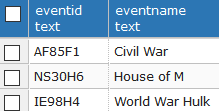 eventid eventname
text text
AF85F1 Civil War
NS30H6 House of M
IE98H4 World War Hulk